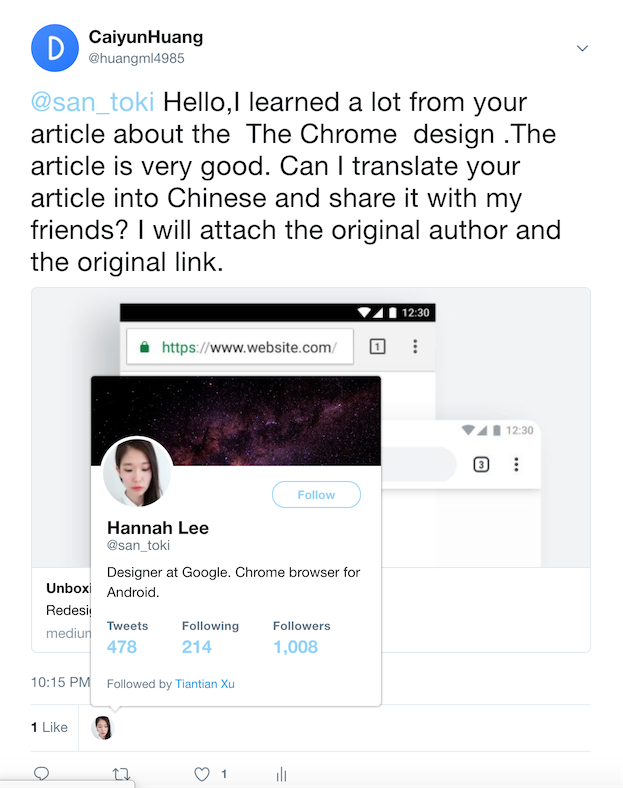 D
CaiyunHuang
@huangml4985
@san_toki Hello,I learned a lot from your
article about the  The Chrome  design .The
article is very good. Can I translate your
article into Chinese and share it with my
friends? I will attach the original author and
the original link.
12:30
https://www.website.com/
1
12:30
3
Follow
Hannah Lee
@san_toki
Designer at Google. Chrome browser for
Android.
Tweets Following Followers
478 214 1,008
Followed by Tiantian Xu
10:15 PM
1 Like
1